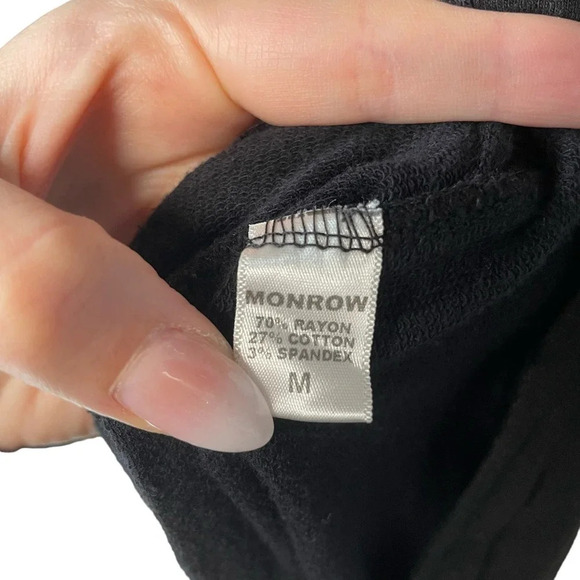 MONROW
70% RAYON
27% COTTON
3% SPANDEX
M